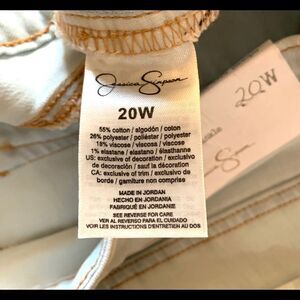 Jessica Simpson
20W
55% cotton / algodón / coton
26% polyester / poliéster / polyester
18% viscose / viscosa / viscose
1% elastane / elastano / élasthanne
US: exclusive of decoration / exclusivo
de decoración / sauf la décoration
CA: exclusive of trim / exclusif de
borde / garniture non comprise
MADE IN JORDAN
HECHO EN JORDANIA
FABRIQUÉ EN JORDANIE
SEE REVERSE FOR CARE
VER AL REVERSO PARA EL CUIDADO
VOIR LES INSTRUCTIONS D'ENTRETIEN AU DOS
20W